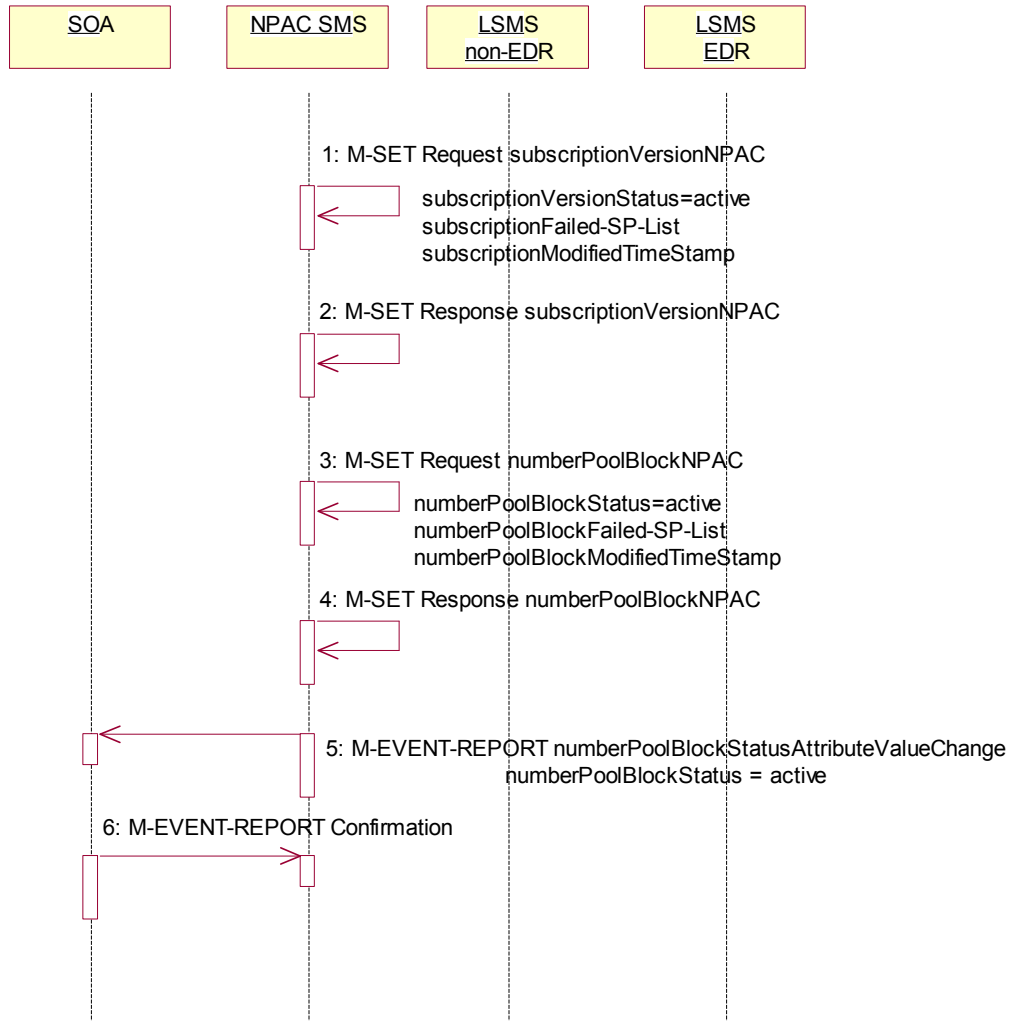 SOA
NPAC SMS
LSMS
non-EDR
LSMS
EDR
1: M-SET Request subscriptionVersionNPAC
subscriptionVersionStatus=active
subscriptionFailed-SP-List
subscriptionModifiedTimeStamp
2: M-SET Response subscriptionVersionNPAC
3: M-SET Request numberPoolBlockNPAC
numberPoolBlockStatus=active
numberPoolBlockFailed-SP-List
numberPoolBlockModifiedTimeStamp
4: M-SET Response numberPoolBlockNPAC
5: M-EVENT-REPORT numberPoolBlockStatusAttributeValueChange
numberPoolBlockStatus = active
6: M-EVENT-REPORT Confirmation